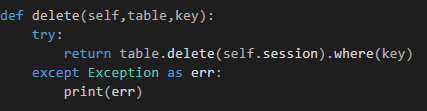 def delete(self,table,key):
    try:
        return table.delete(self.session).where(key)
    except Exception as err:
        print(err)